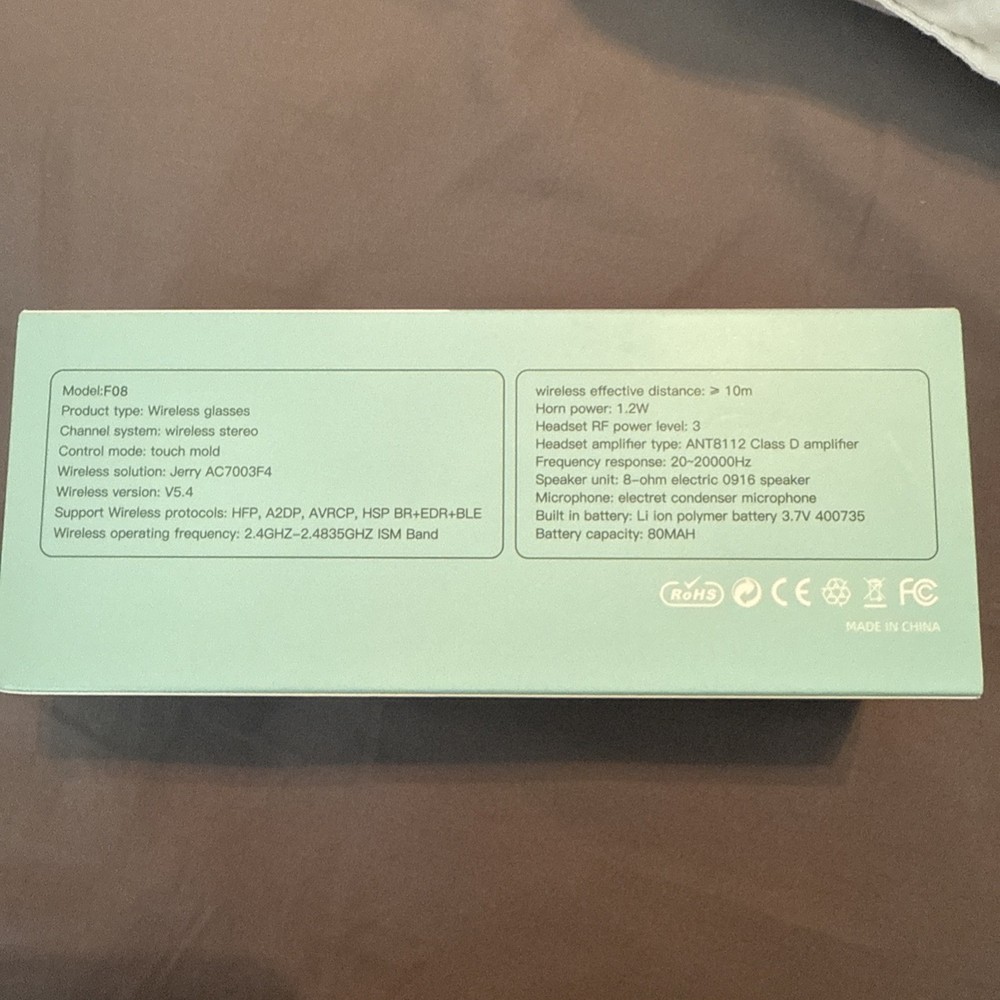 Model:F08
Product type: Wireless glasses
Channel system: wireless stereo
Control mode: touch mold
Wireless solution: Jerry AC7003F4
Wireless version: V5.4
Support Wireless protocols: HFP, A2DP, AVRCP, HSP BR+EDR+BLE
Wireless operating frequency: 2.4GHZ-2.4835GHZ ISM Band
wireless effective distance: ⩾ 10m
Horn power: 1.2W
Headset RF power level: 3
Headset amplifier type: ANT8112 Class D amplifier
Frequency response: 20~20000Hz
Speaker unit: 8-ohm electric 0916 speaker
Microphone: electret condenser microphone
Built in battery: Li ion polymer battery 3.7V 400735
Battery capacity: 80MAH
RoHS CE FC
MADE IN CHINA